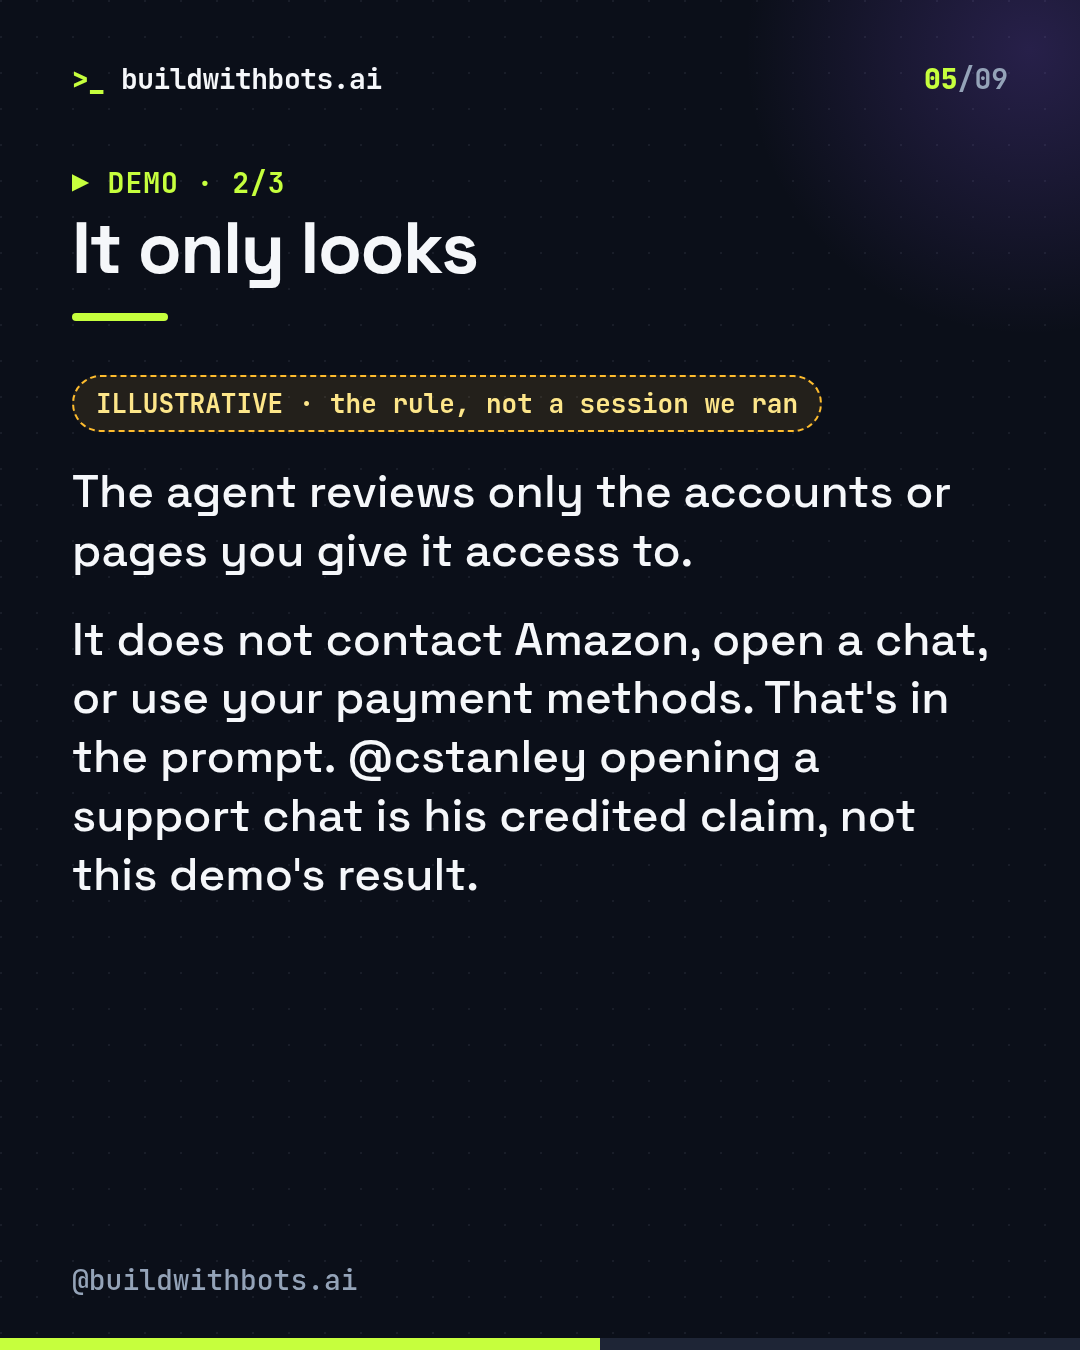 >_ buildwithbots.ai
05/09
▶ DEMO · 2/3
It only looks
ILLUSTRATIVE · the rule, not a session we ran
The agent reviews only the accounts or
pages you give it access to.
It does not contact Amazon, open a chat,
or use your payment methods. That's in
the prompt. @cstanley opening a
support chat is his credited claim, not
this demo's result.
@buildwithbots.ai